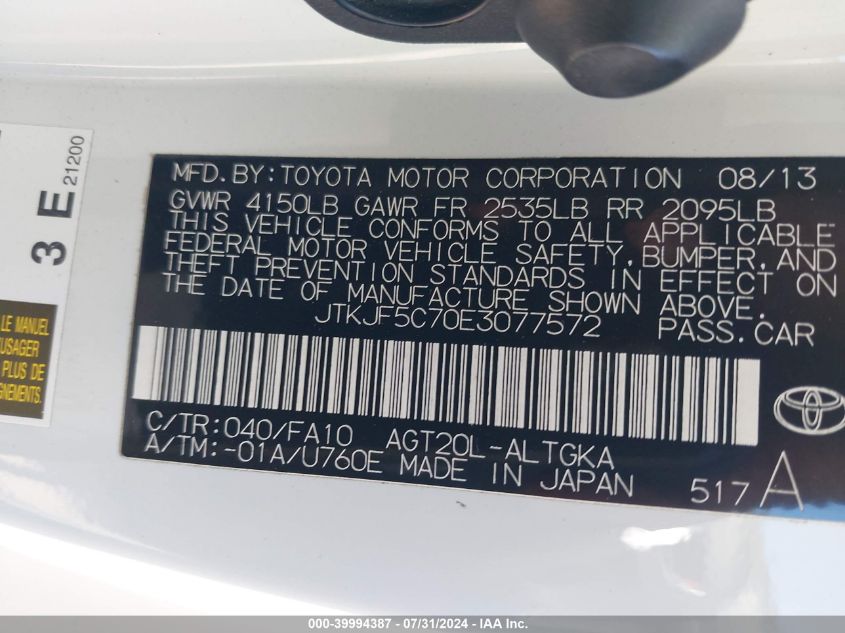 3 E
21200
LE MANUEL
USAGER
PLUS DE
GNEMENTS.
MFD. BY: TOYOTA MOTOR CORPORATION 08/13
GVWR 4150LB GAWR FR 2535LB RR 2095LB
THIS VEHICLE CONFORMS TO ALL APPLICABLE
FEDERAL MOTOR VEHICLE SAFETY, BUMPER, AND
THEFT PREVENTION STANDARDS IN EFFECT ON
THE DATE OF MANUFACTURE SHOWN ABOVE.
JTKJF5C70E3077572 PASS. CAR
C/TR: 040/FA10 AGT20L-ALTGKA
A/TM: -01A/U760E MADE IN JAPAN
517 A
000-39994387 - 07/31/2024 - Copyright © IAA, Inc.